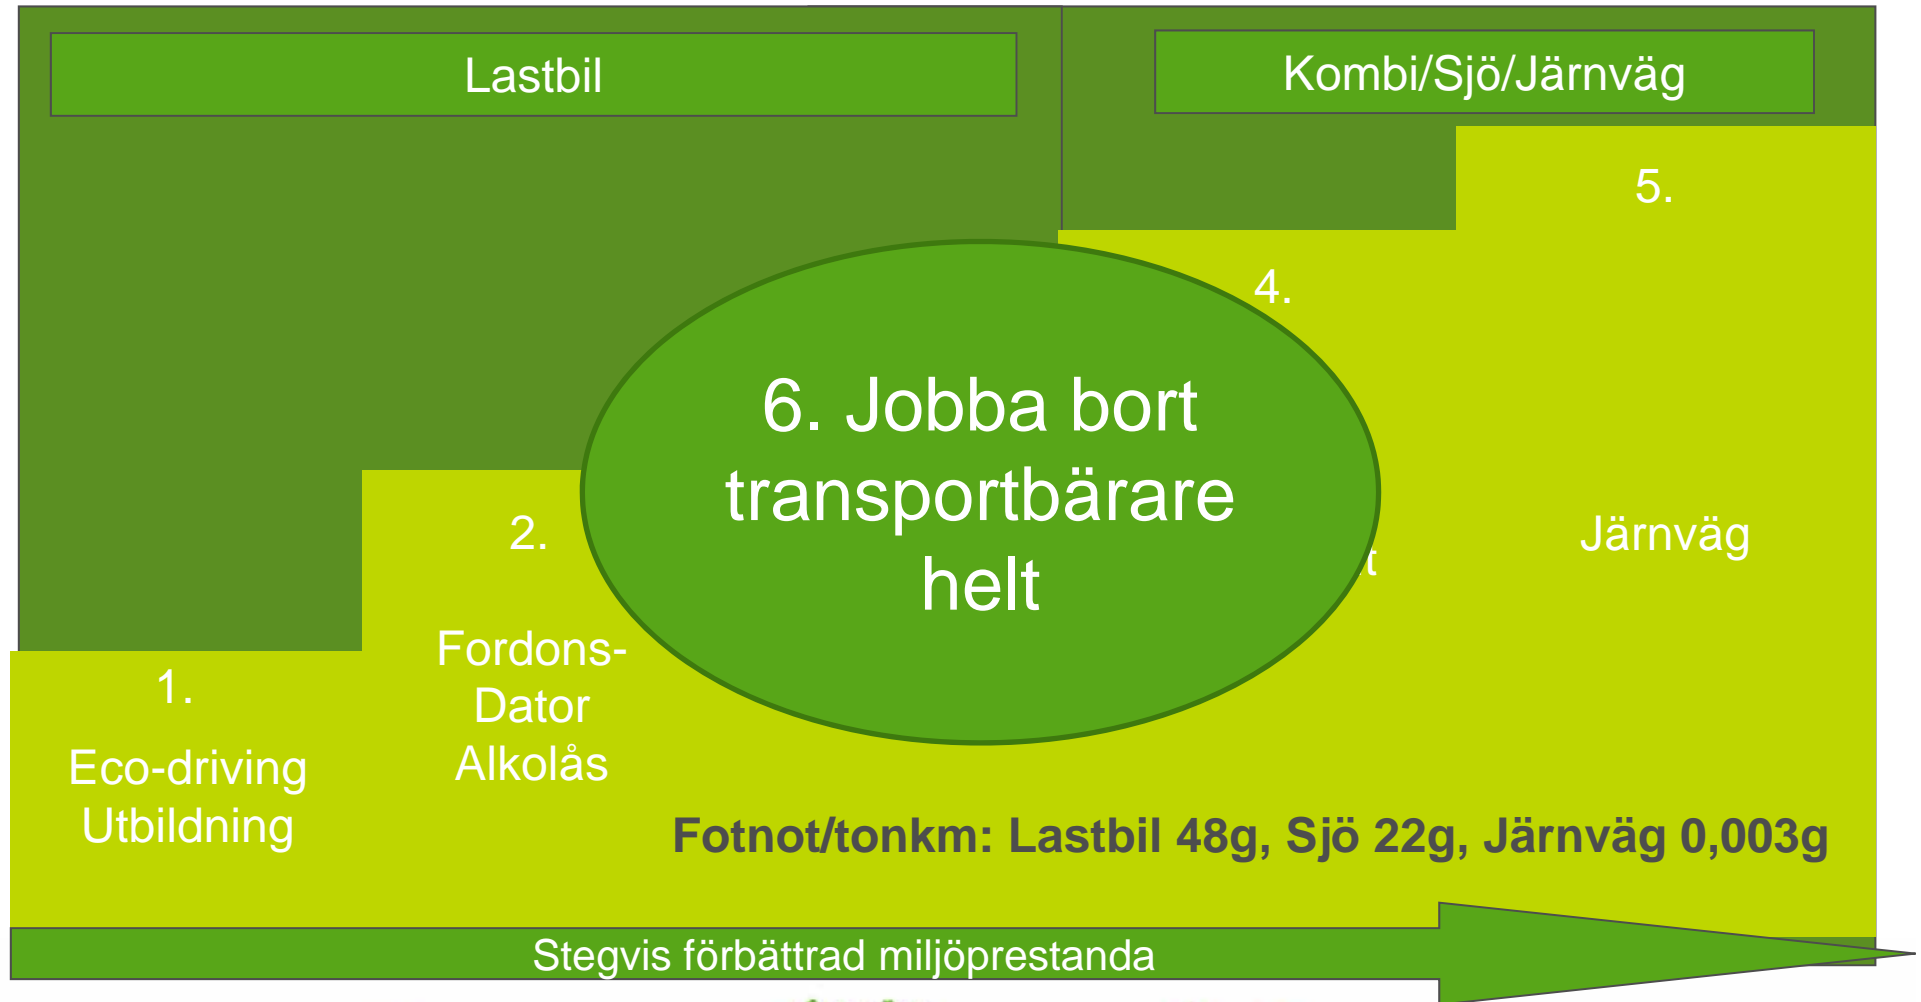 Lastbil
Kombi/Sjö/Järnväg
5.
Järnväg
4.
6. Jobba bort
transportbärare
helt
2.
Fordons-
Dator
Alkolås
1.
Eco-driving
Utbildning
Fotnot/tonkm: Lastbil 48g, Sjö 22g, Järnväg 0,003g
Stegvis förbättrad miljöprestanda